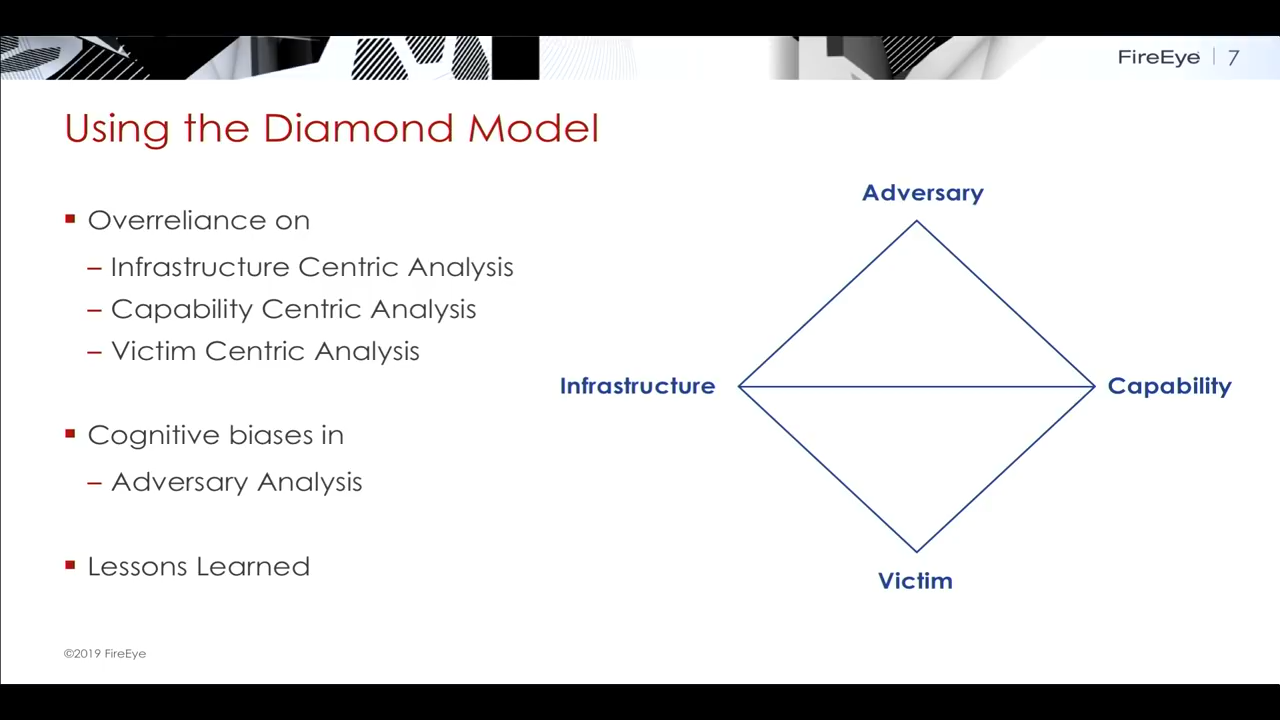 FireEye | 7
Using the Diamond Model
▪ Overreliance on
– Infrastructure Centric Analysis
– Capability Centric Analysis
– Victim Centric Analysis
▪ Cognitive biases in
– Adversary Analysis
▪ Lessons Learned
Adversary
Infrastructure
Capability
Victim
©2019 FireEye